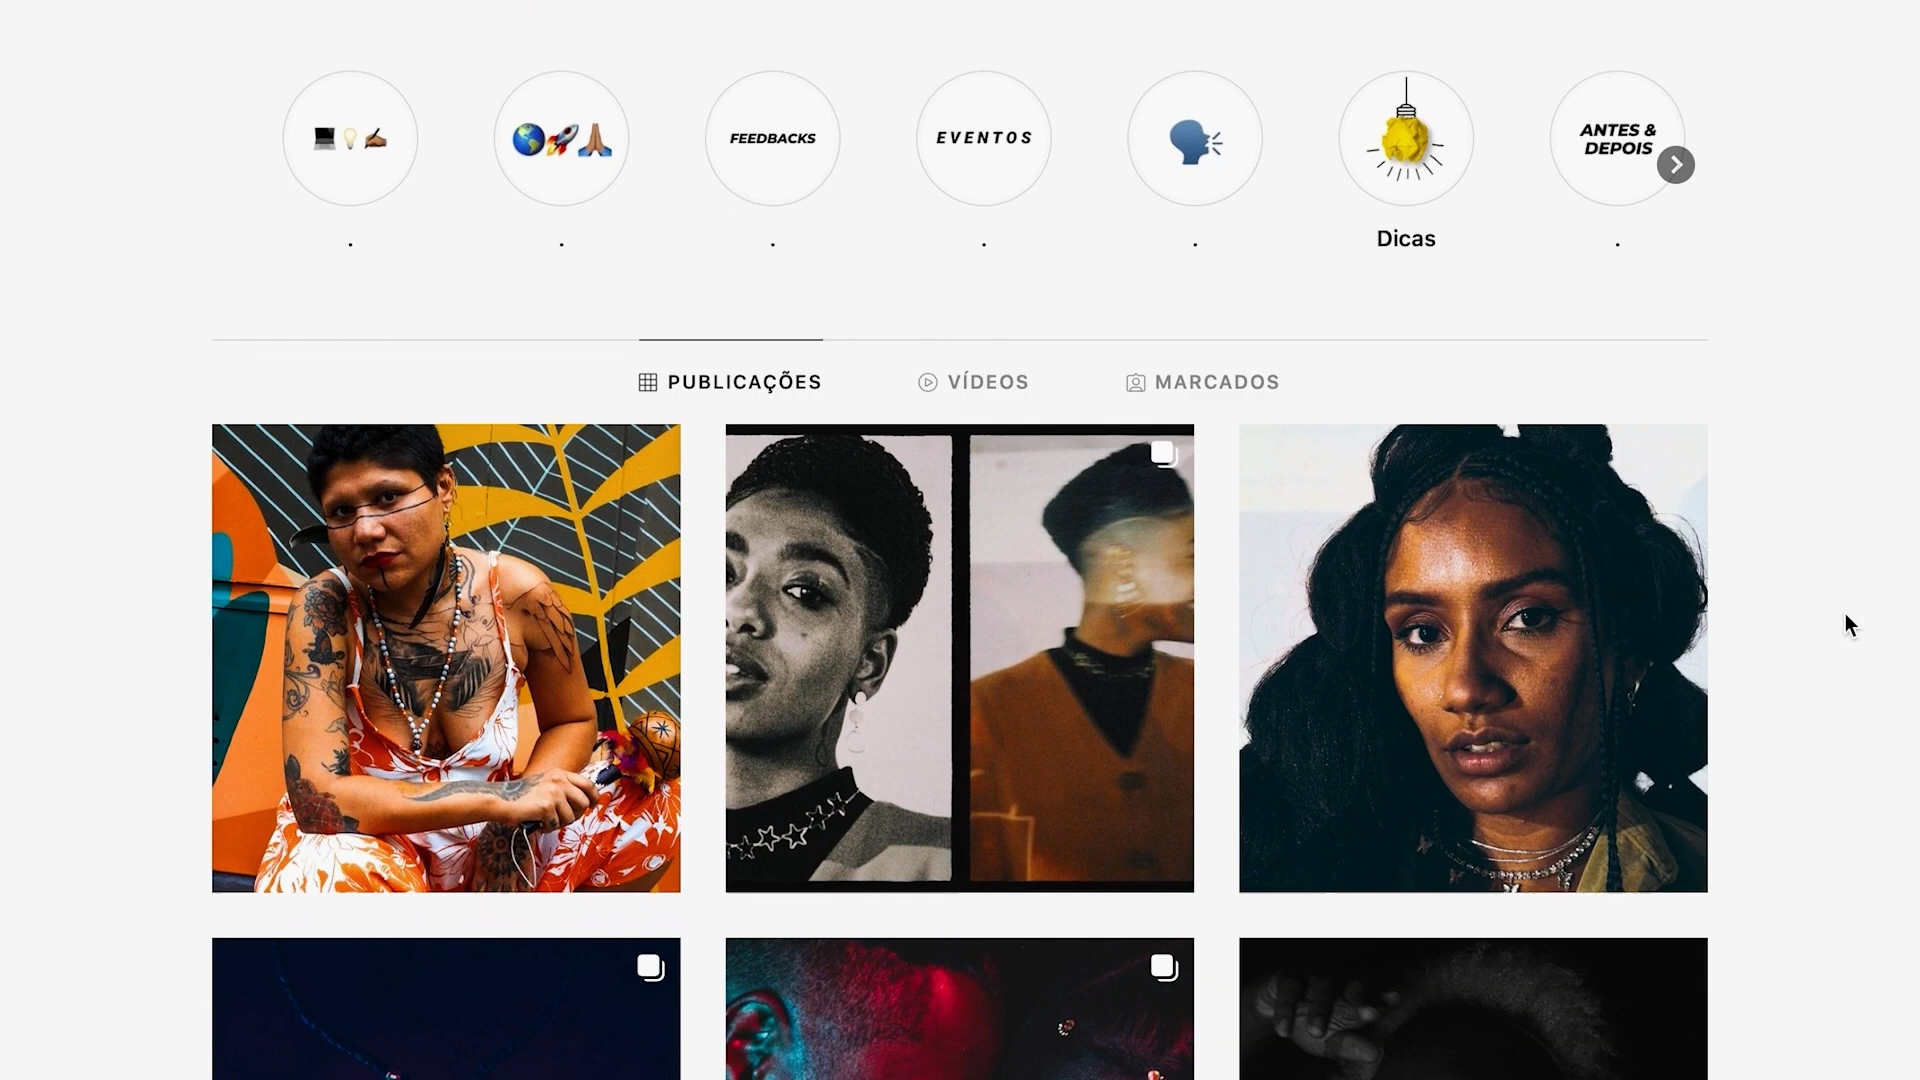 FEEDBACKS
EVENTOS
ANTES &
DEPOIS
.
.
.
.
.
Dicas
.
PUBLICAÇÕES
VÍDEOS
MARCADOS